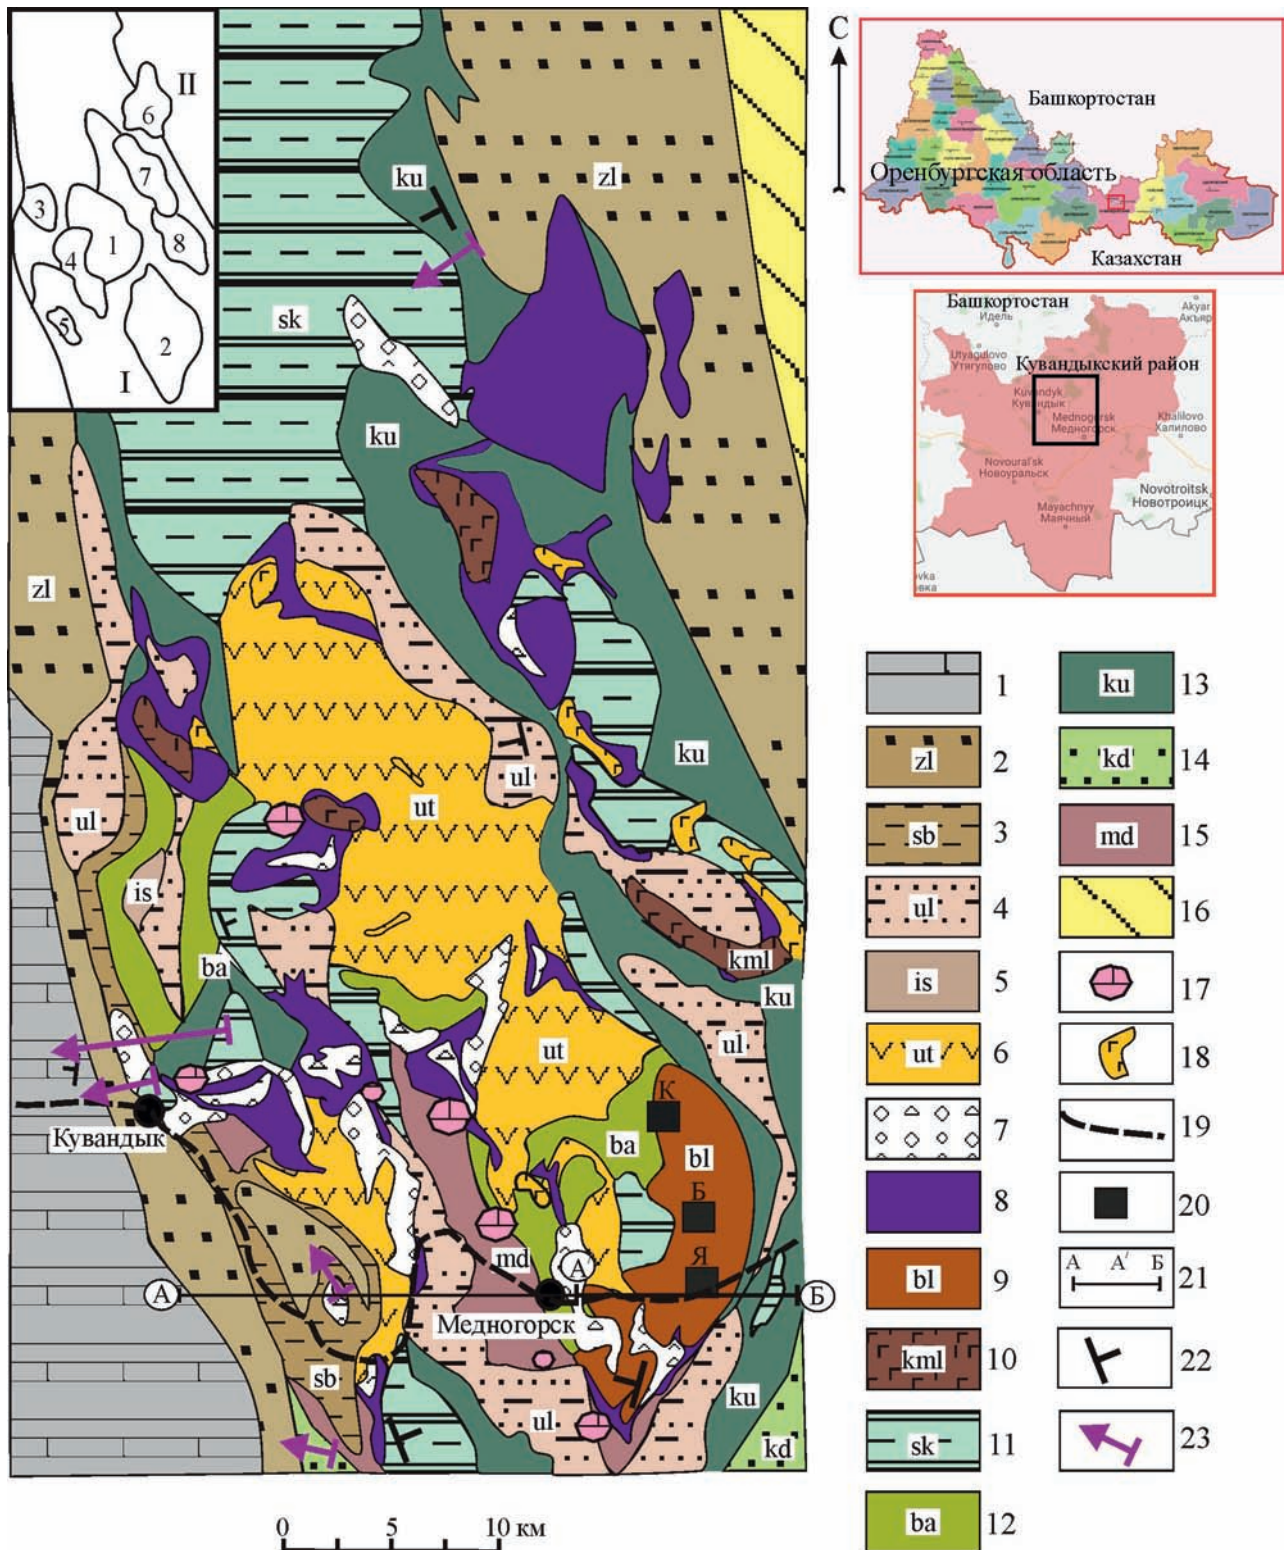 II
6
7
3
1
8
4
5
2
I
ku
zl
sk
ku
zl
ul
ut
ku
ul
is
ba
kml
ku
ut
ul
К
ba
bl
Б
Кувандык
Я
md
А
А′
Б
Медногорск
sb
ku
ul
kd
0 5 10 км
С
Башкортостан
Оренбургская область
Казахстан
Башкортостан
Идель
Akyar
Акъяр
Utyagulovo
Утягулово
Кувандыкский район
Kuvandyk
Кувандык
Mednogorsk
Медногорск
Khalilovo
Халилово
Novoural'sk
Новоуральск
Novotroitsk
Новотроицк
Mayachnyy
Маячный
ovka
овка
1
zl 2
sb 3
ul 4
is 5
ut 6
7
8
bl 9
kml 10
sk 11
ba 12
ku 13
kd 14
md 15
16
17
18
19
20
А А′ Б 21
22
23